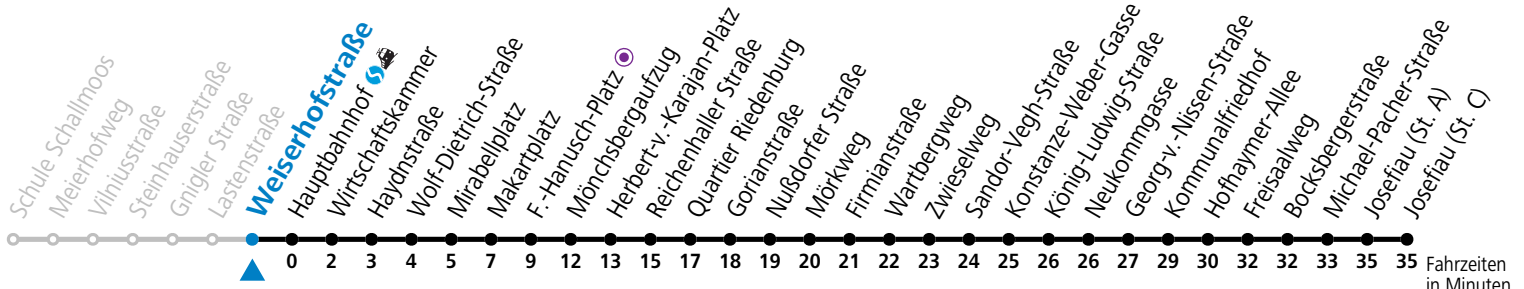 Schule Schallmoos
Meierhofweg
Vilniusstraße
Steinhauserstraße
Gnigler Straße
Lastenstraße
Weiserhofstraße
Hauptbahnhof
Wirtschaftskammer
Haydnstraße
Wolf-Dietrich-Straße
Mirabellplatz
Makartplatz
F.-Hanusch-Platz
Mönchsbergaufzug
Herbert-v.-Karajan-Platz
Reichenhaller Straße
Quartier Riedenburg
Gorianstraße
Nußdorfer Straße
Mörkweg
Firmianstraße
Wartbergweg
Zwieselweg
Sandor-Vegh-Straße
Konstanze-Weber-Gasse
König-Ludwig-Straße
Neukommgasse
Georg-v.-Nissen-Straße
Kommunalfriedhof
Hofhaymer-Allee
Freisaalweg
Bocksbergerstraße
Michael-Pacher-Straße
Josefiau (St. A)
Josefiau (St. C)
0 2 3 4 5 7 9 12 13 15 17 18 19 20 21 22 23 24 25 26 26 27 29 30 32 32 33 35 35 Fahrzeiten
in Minuten